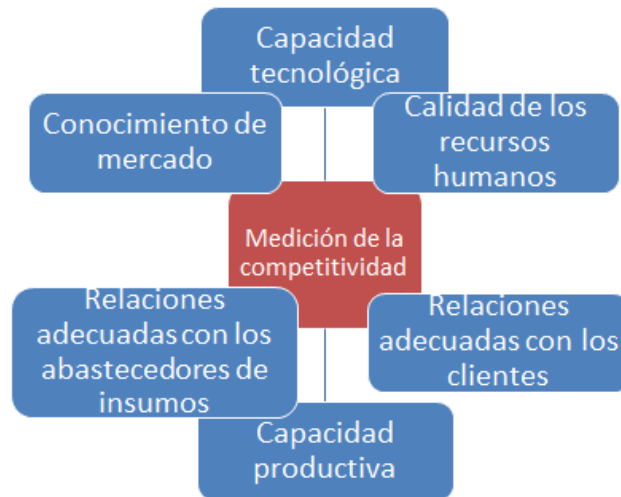 Capacidad
tecnológica
Conocimiento de
mercado
Calidad de los
recursos
humanos
Medición de la
competitividad
Relaciones
adecuadas con los
abastecedores de
insumos
Relaciones
adecuadas con los
clientes
Capacidad
productiva